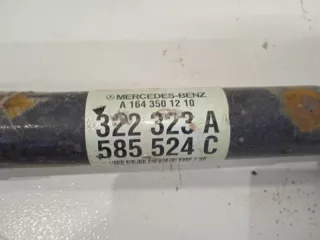 MERCEDES-BENZ
A 164 350 12 10
322 323 A
585 524 C